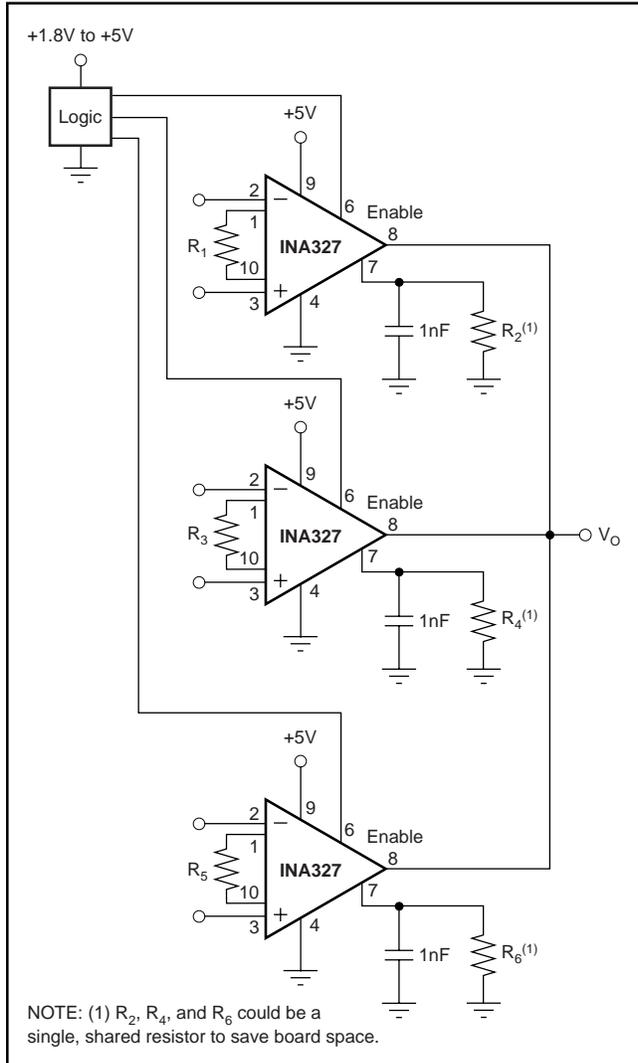 +1.8V to +5V
Logic
+5V
9
2
−
6
Enable
1
8
R1
INA327
7
10
+
3
4
1nF
R2(1)
+5V
9
2
−
6
Enable
1
8
R3
INA327
VO
7
10
+
3
4
1nF
R4(1)
+5V
9
2
−
6
Enable
1
8
R5
INA327
7
10
+
3
4
1nF
R6(1)
NOTE: (1) R2, R4, and R6 could be a
single, shared resistor to save board space.